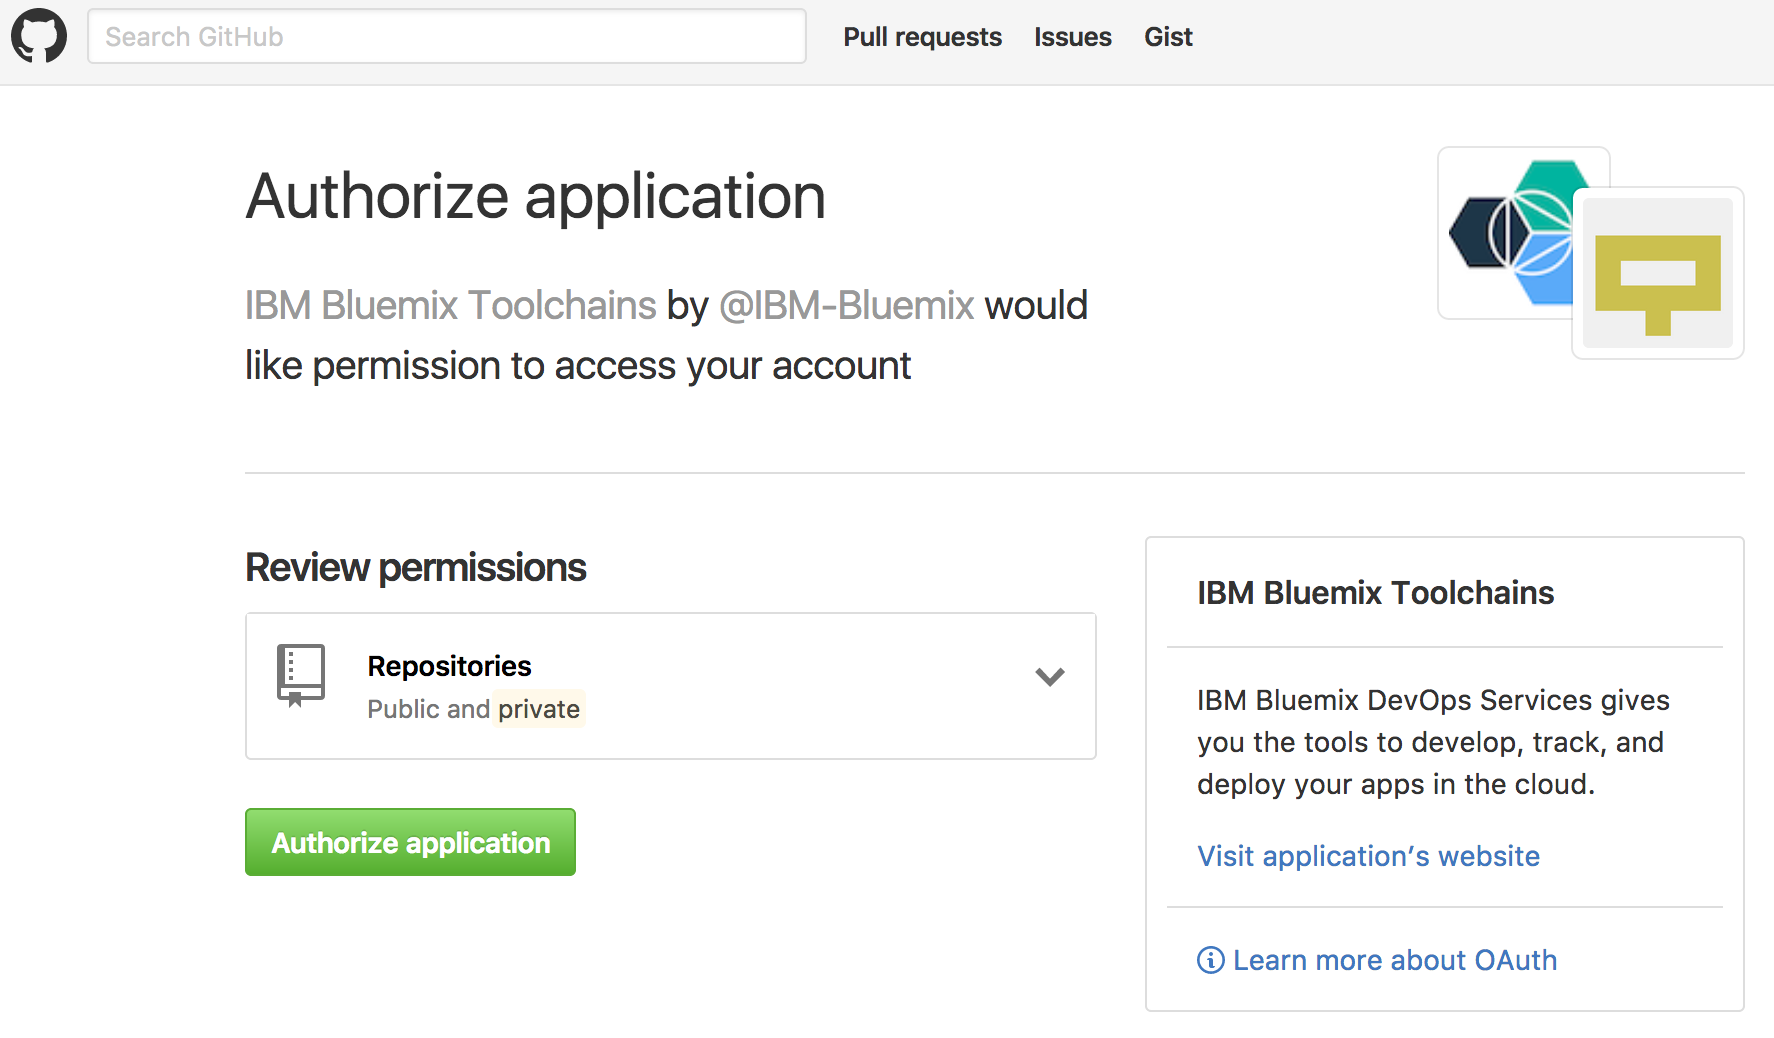 Search GitHub
Pull requests
Issues
Gist
Authorize application
IBM Bluemix Toolchains by @IBM-Bluemix would
like permission to access your account
Review permissions
Repositories
Public and private
Authorize application
IBM Bluemix Toolchains
IBM Bluemix DevOps Services gives
you the tools to develop, track, and
deploy your apps in the cloud.
Visit application’s website
Learn more about OAuth